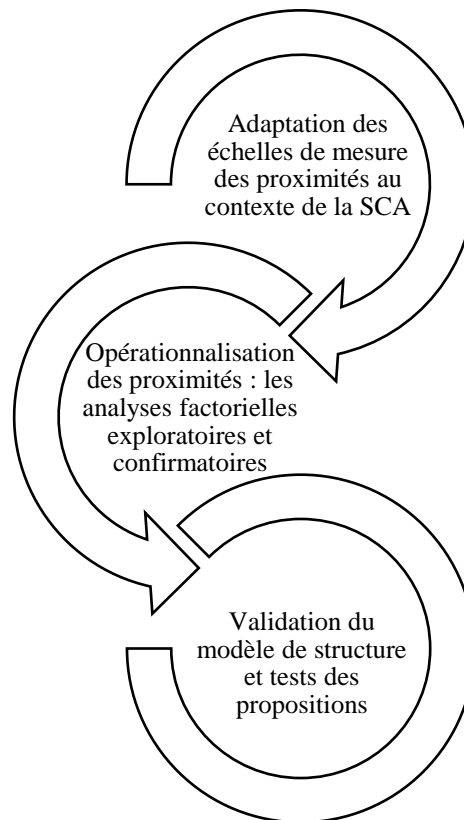 Adaptation des
échelles de mesure
des proximités au
contexte de la SCA
Opérationnalisation
des proximités : les
analyses factorielles
exploratoires et
confirmatoires
Validation du
modèle de structure
et tests des
propositions